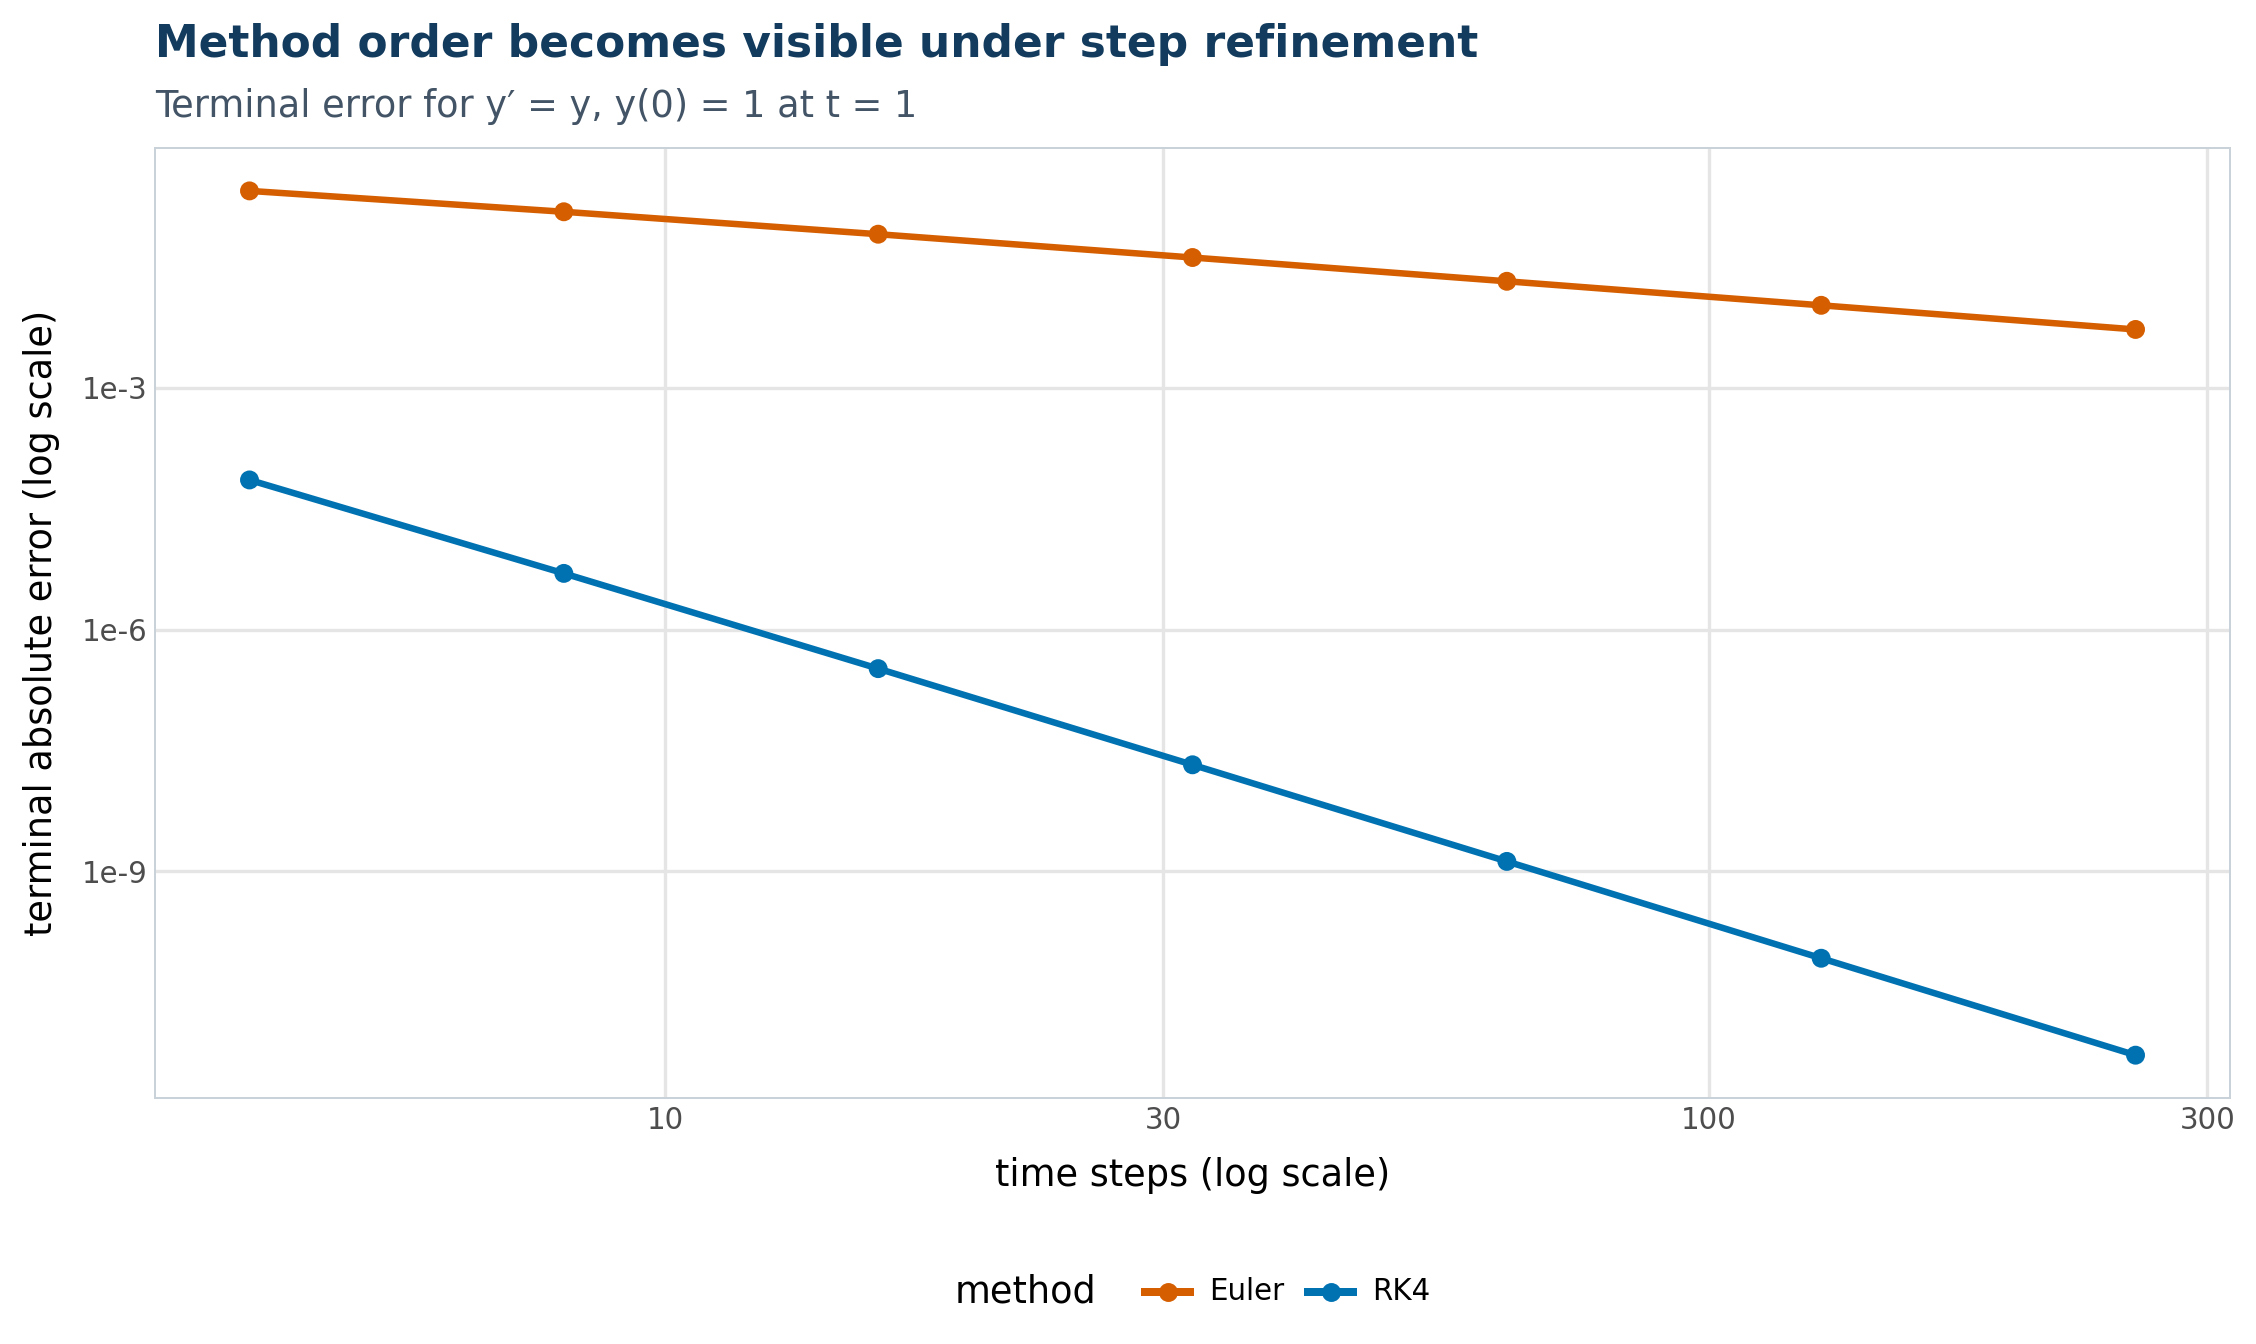 Method order becomes visible under step refinement
Terminal error for y′ = y, y(0) = 1 at t = 1
terminal absolute error (log scale)
1e-3
1e-6
1e-9
10 30 100 300
time steps (log scale)
method Euler RK4